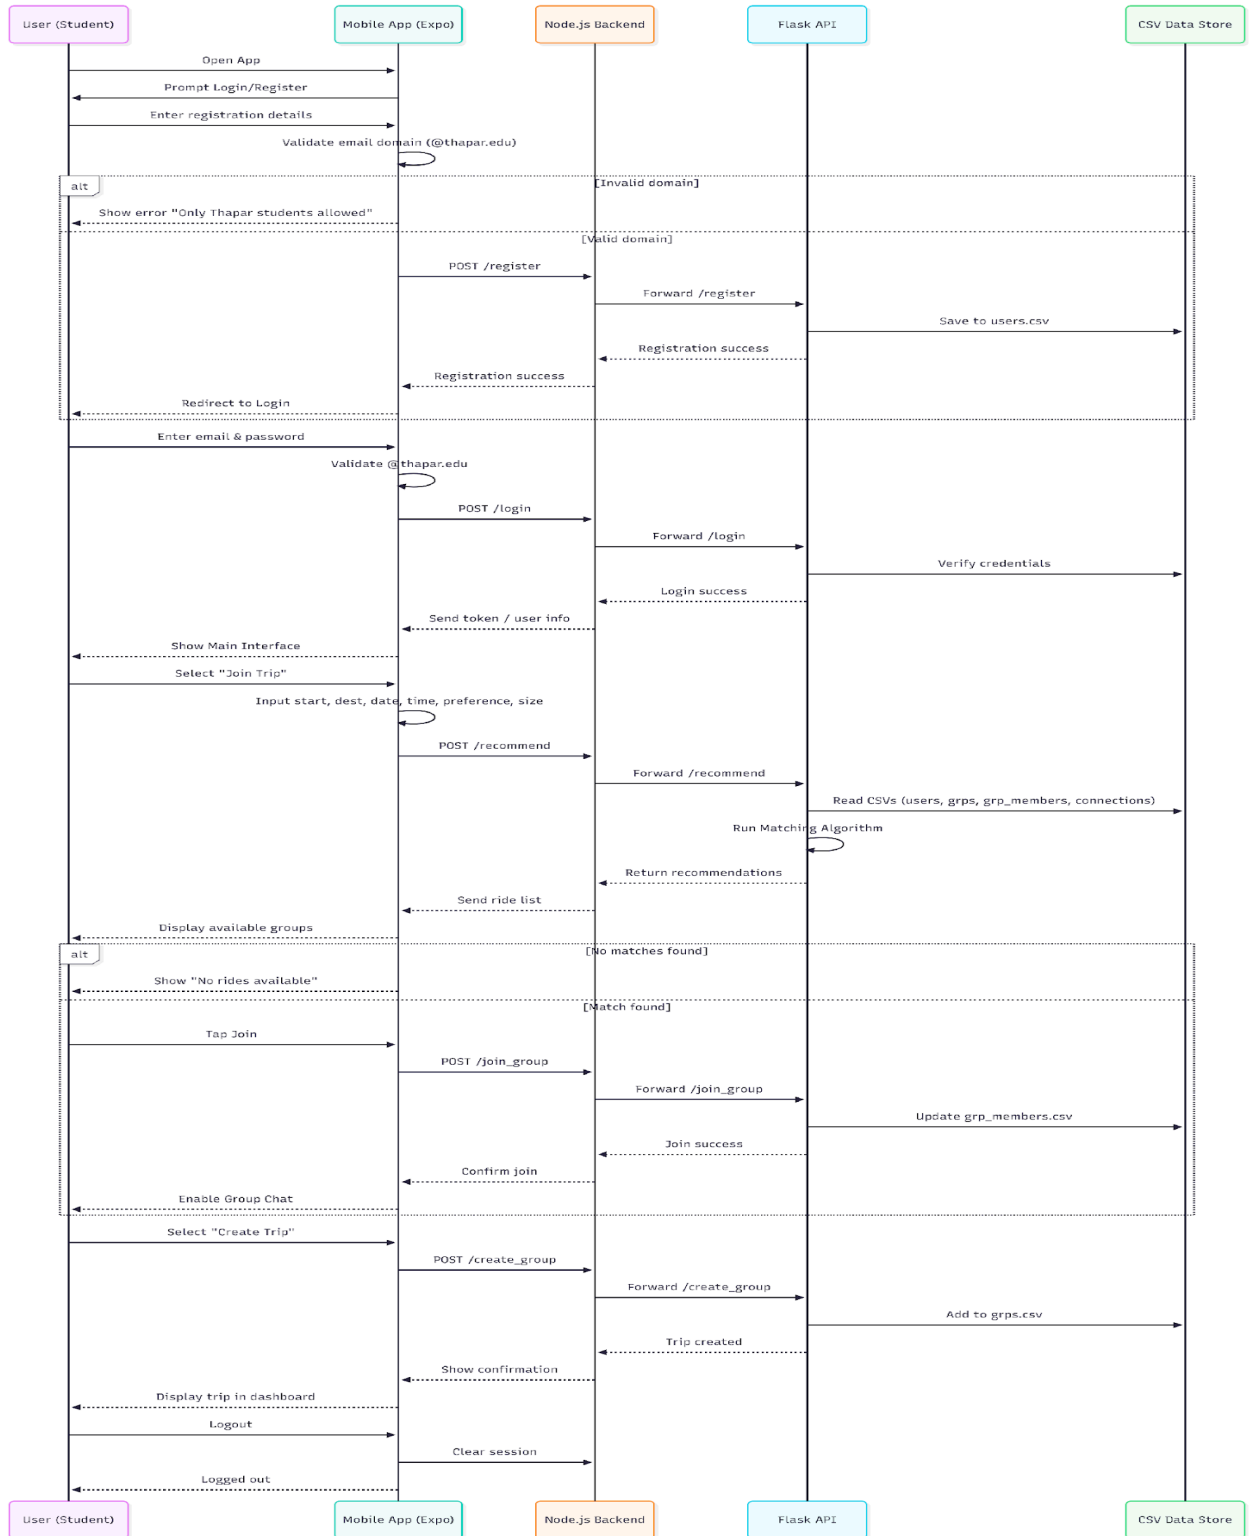 User (Student)
Mobile App (Expo)
Node.js Backend
Flask API
CSV Data Store
Open App
Prompt Login/Register
Enter registration details
Validate email domain (@thapar.edu)
alt
[Invalid domain]
Show error "Only Thapar students allowed"
[Valid domain]
POST /register
Forward /register
Save to users.csv
Registration success
Registration success
Redirect to Login
Enter email & password
Validate @thapar.edu
POST /login
Forward /login
Verify credentials
Login success
Send token / user info
Show Main Interface
Select "Join Trip"
Input start, dest, date, time, preference, size
POST /recommend
Forward /recommend
Read CSVs (users, grps, grp_members, connections)
Run Matching Algorithm
Return recommendations
Send ride list
Display available groups
alt
[No matches found]
Show "No rides available"
[Match found]
Tap Join
POST /join_group
Forward /join_group
Update grp_members.csv
Join success
Confirm join
Enable Group Chat
Select "Create Trip"
POST /create_group
Forward /create_group
Add to grps.csv
Trip created
Show confirmation
Display trip in dashboard
Logout
Clear session
Logged out
User (Student)
Mobile App (Expo)
Node.js Backend
Flask API
CSV Data Store